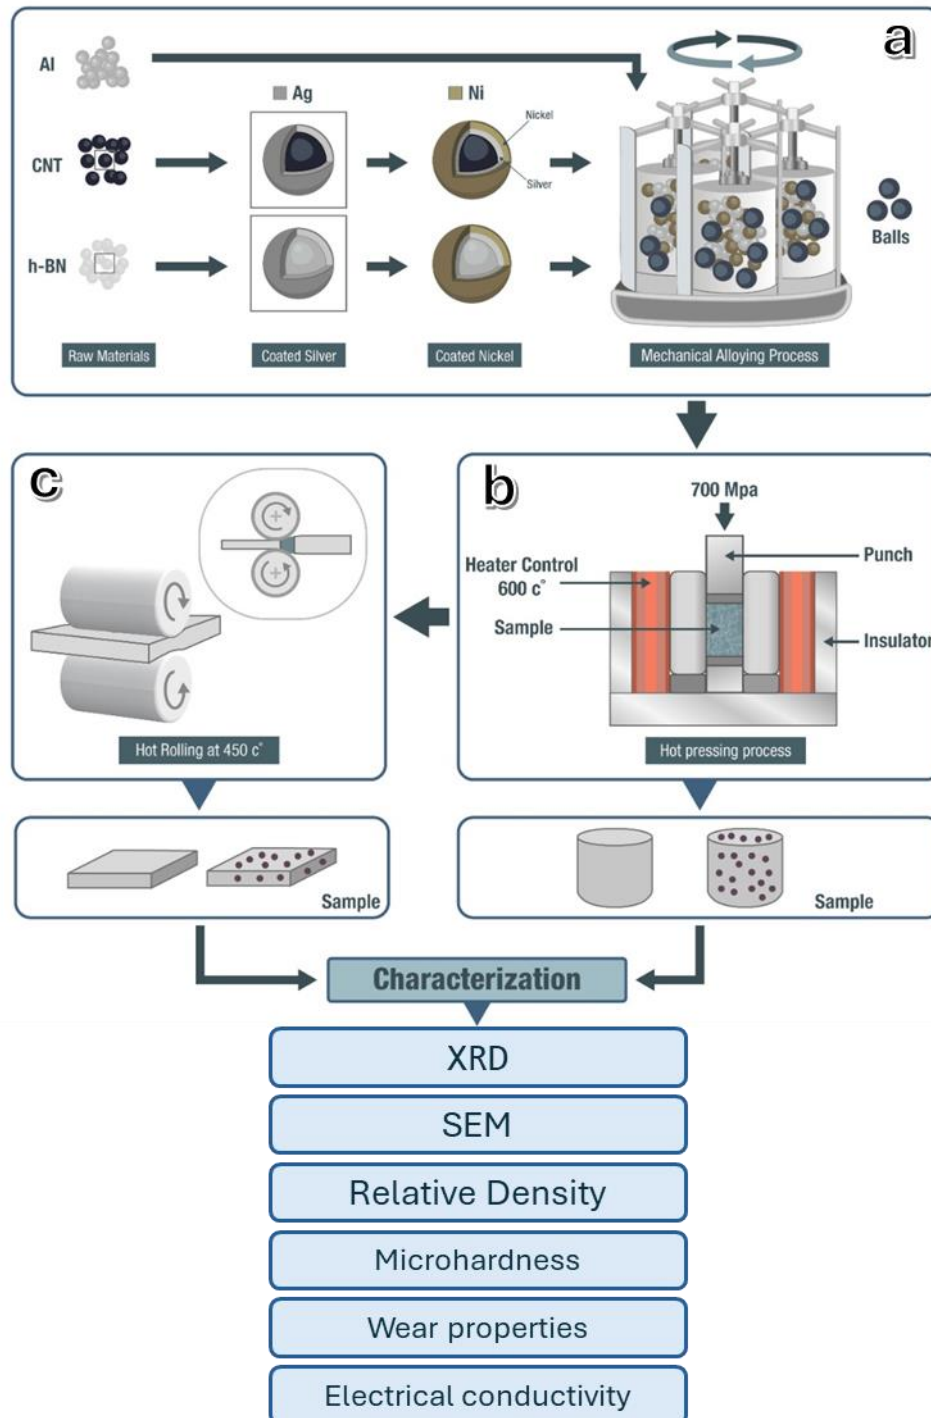 a
Al
Ag
Ni
Nickel
CNT
Silver
Balls
h-BN
Raw Materials
Coated Silver
Coated Nickel
Mechanical Alloying Process
c
Hot Rolling at 450 c°
Sample
b
700 Mpa
Punch
Heater Control
600 c°
Sample
Insulator
Hot pressing process
Sample
Characterization
XRD
SEM
Relative Density
Microhardness
Wear properties
Electrical conductivity